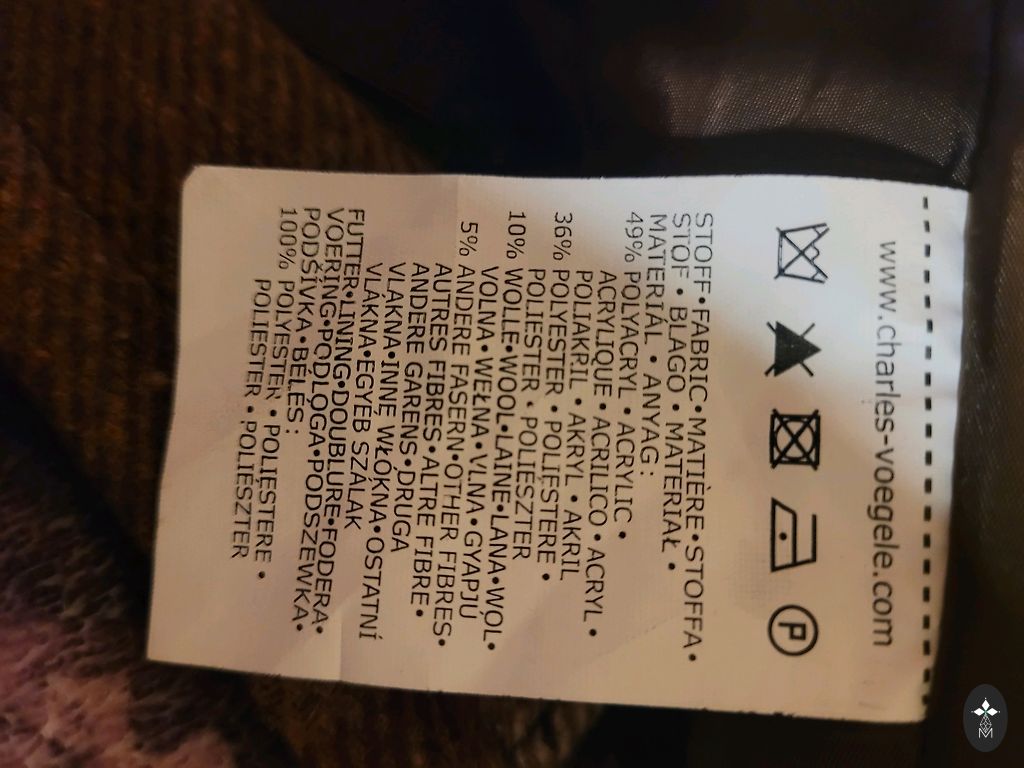 www.charles-voegele.com
P
STOFF•FABRIC•MATIÈRE•STOFFA•
STOF • BLAGO • MATERIAŁ •
MATERIÁL • ANYAG :
49% POLYACRYL • ACRYLIC •
ACRYLIQUE • ACRILICO • ACRYL •
POLIAKRIL • AKRYL • AKRIL
36% POLYESTER • POLIESTERE •
POLIESTER • POLIÉSZTER
10% WOLLE•WOOL•LAINE•LANA•WOL•
VOLNA•WEŁNA•VLNA•GYAPJU
5% ANDERE FASERN•OTHER FIBRES•
AUTRES FIBRES•ALTRE FIBRE•
ANDERE GARENS•DRUGA
VLAKNA•INNE WŁÓKNA•OSTATNÍ
VLÁKNA•EGYÉB SZÁLAK
FUTTER•LINING•DOUBLURE•FODERA•
VOERING•PODLOGA•PODSZEWKA•
PODŠÍVKA•BÉLÉS :
100% POLYESTER • POLIESTERE •
POLIESTER • POLIÉSZTER
M